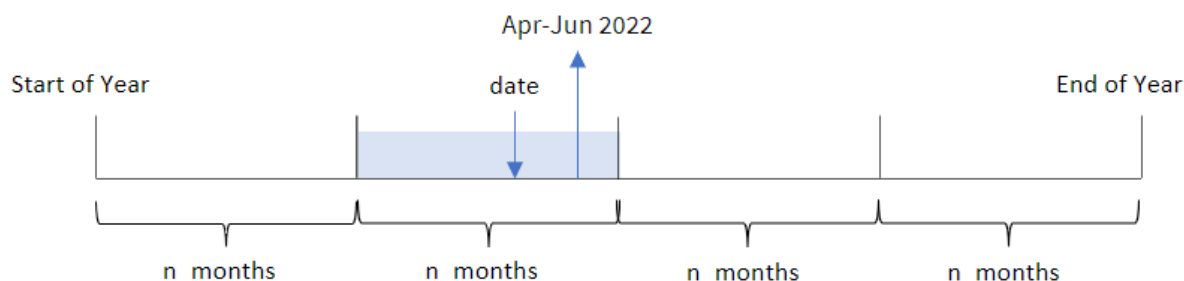 Apr-Jun 2022
Start of Year
date
End of Year
n months
n months
n months
n months